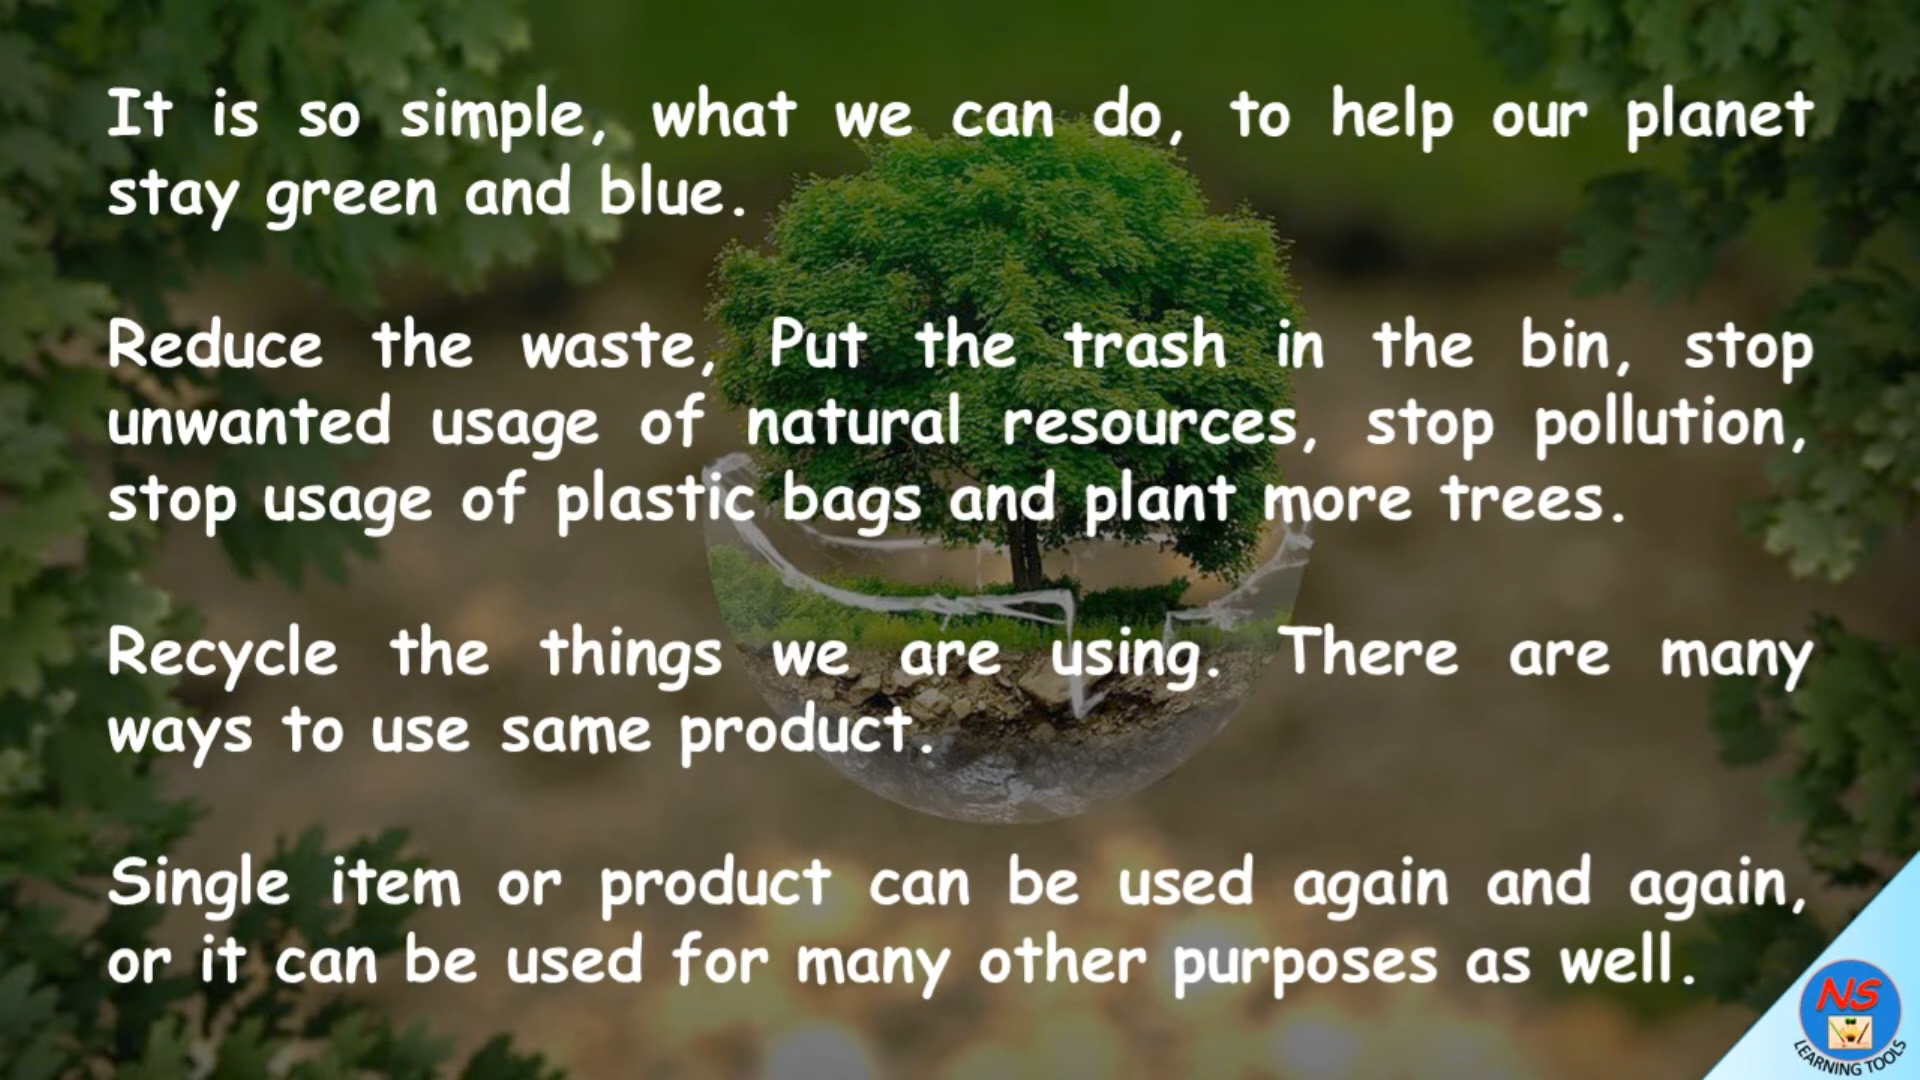 It is so simple, what we can do, to help our planet
stay green and blue.
Reduce the waste, Put the trash in the bin, stop
unwanted usage of natural resources, stop pollution,
stop usage of plastic bags and plant more trees.
Recycle the things we are using. There are many
ways to use same product.
Single item or product can be used again and again,
or it can be used for many other purposes as well.
NS
LEARNING TOOLS